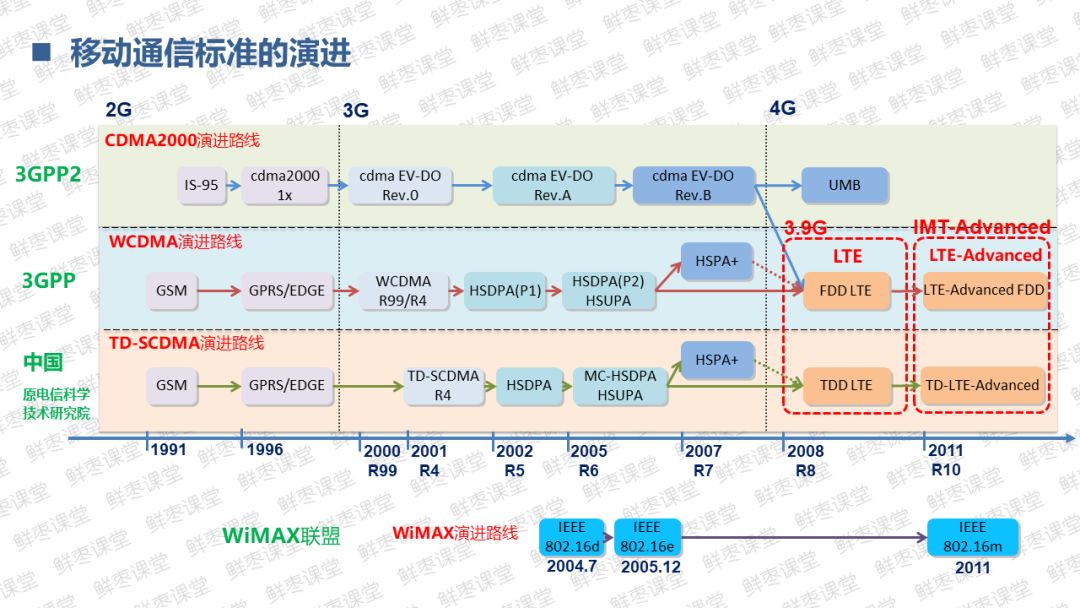 移动通信标准的演进
2G
3G
4G
CDMA2000演进路线
3GPP2
IS-95
cdma2000
1x
cdma EV-DO
Rev.0
cdma EV-DO
Rev.A
cdma EV-DO
Rev.B
UMB
WCDMA演进路线
3.9G
IMT-Advanced
LTE
LTE-Advanced
3GPP
GSM
GPRS/EDGE
WCDMA
R99/R4
HSDPA(P1)
HSDPA(P2)
HSUPA
HSPA+
FDD LTE
LTE-Advanced FDD
TD-SCDMA演进路线
中国
原电信科学
技术研究院
GSM
GPRS/EDGE
TD-SCDMA
R4
HSDPA
MC-HSDPA
HSUPA
HSPA+
TDD LTE
TD-LTE-Advanced
1991
1996
2000
R99
2001
R4
2002
R5
2005
R6
2007
R7
2008
R8
2011
R10
WiMAX联盟
WiMAX演进路线
IEEE
802.16d
2004.7
IEEE
802.16e
2005.12
IEEE
802.16m
2011
鲜枣课堂